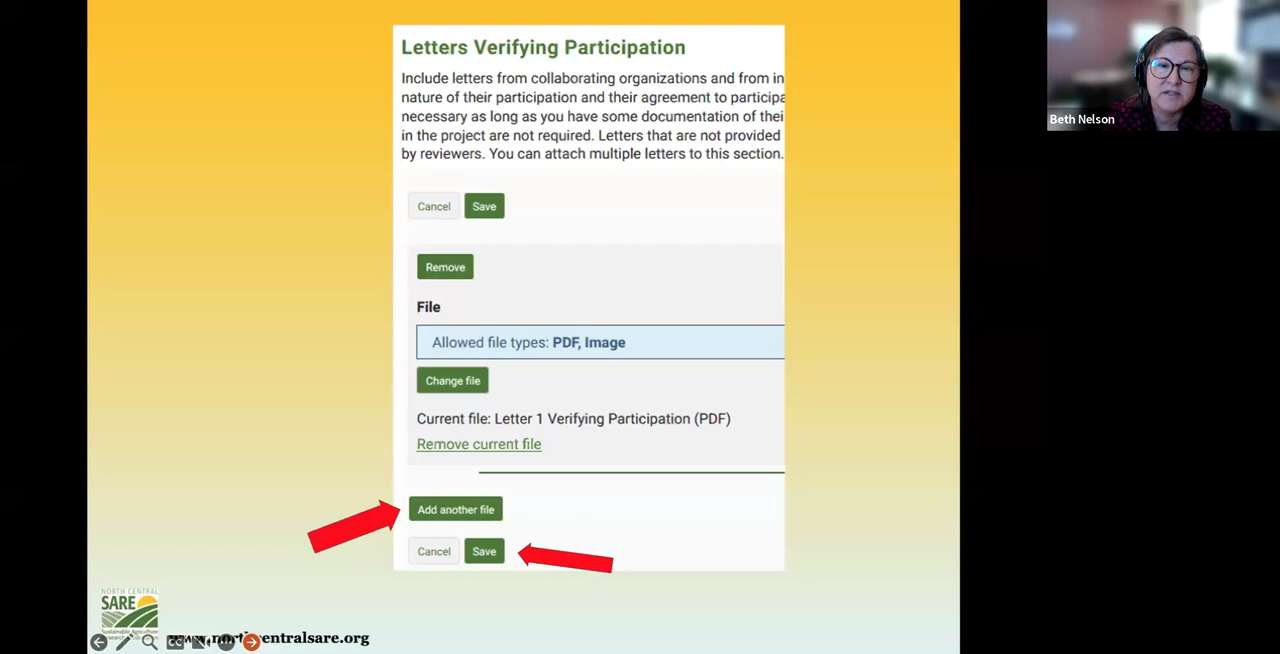 Letters Verifying Participation
Include letters from collaborating organizations and from in
nature of their participation and their agreement to participa
necessary as long as you have some documentation of thei
in the project are not required. Letters that are not provided
by reviewers. You can attach multiple letters to this section.
Cancel Save
Remove
File
Allowed file types: PDF, Image
Change file
Current file: Letter 1 Verifying Participation (PDF)
Remove current file
Add another file
Cancel Save
Beth Nelson
NORTH CENTRAL
SARE
Sustainable Agriculture
CC